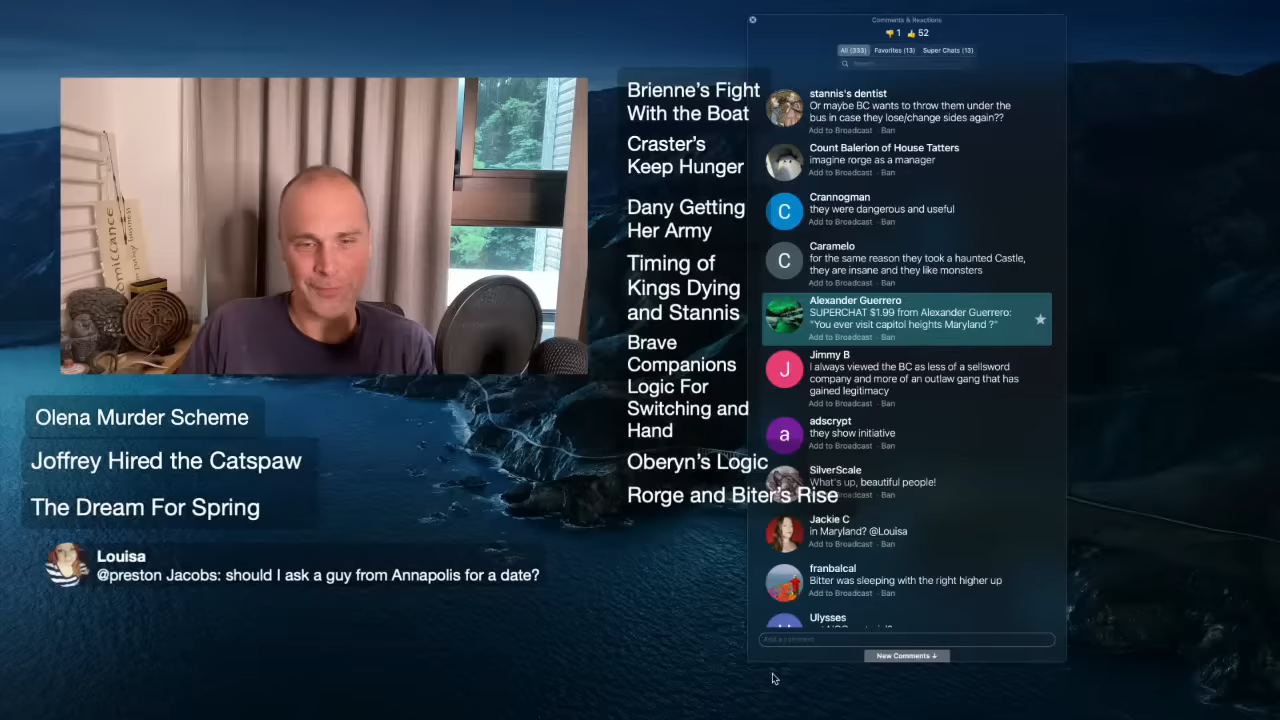 Comments & Reactions
👎 1 👍 52
All (333) Favorites (13) Super Chats (13)
Search
stannis's dentist
Or maybe BC wants to throw them under the
bus in case they lose/change sides again??
Add to Broadcast · Ban
Count Balerion of House Tatters
imagine rorge as a manager
Add to Broadcast · Ban
Crannogman
C
they were dangerous and useful
Add to Broadcast · Ban
Caramelo
C
for the same reason they took a haunted Castle,
they are insane and they like monsters
Add to Broadcast · Ban
Alexander Guerrero
SUPERCHAT $1.99 from Alexander Guerrero:
"You ever visit capitol heights Maryland ?"
Add to Broadcast · Ban
Jimmy B
J
I always viewed the BC as less of a sellsword
company and more of an outlaw gang that has
gained legitimacy
Add to Broadcast · Ban
adscrypt
a
they show initiative
Add to Broadcast · Ban
SilverScale
What's up, beautiful people!
Broadcast · Ban
Jackie C
in Maryland? @Louisa
Add to Broadcast · Ban
franbalcal
Bitter was sleeping with the right higher up
Add to Broadcast · Ban
Ulysses
Add a comment
New Comments ↓
Brienne's Fight
With the Boat
Craster's
Keep Hunger
Dany Getting
Her Army
Timing of
Kings Dying
and Stannis
Brave
Companions
Logic For
Switching and
Hand
Oberyn's Logic
Rorge and Biter's Rise
Olena Murder Scheme
Joffrey Hired the Catspaw
The Dream For Spring
Louisa
@preston Jacobs: should I ask a guy from Annapolis for a date?